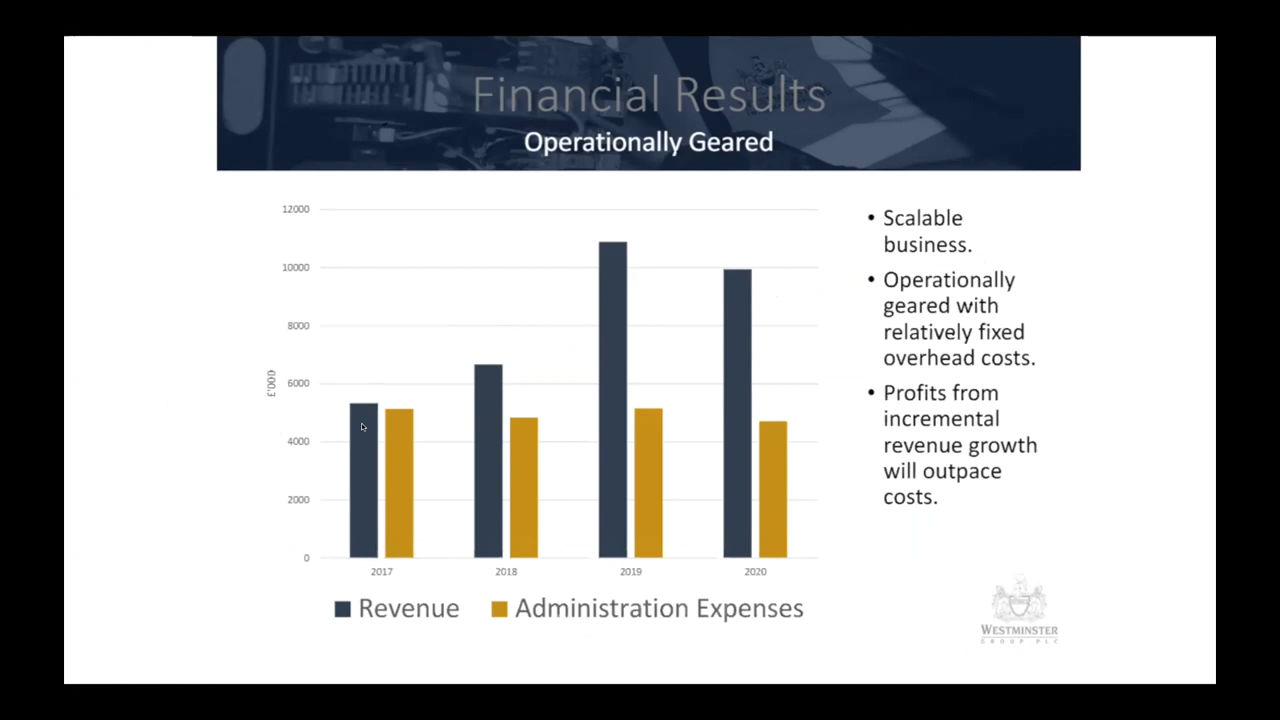 Financial Results
Operationally Geared
12000
10000
8000
6000
4000
2000
0
£'000
2017
2018
2019
2020
Revenue
Administration Expenses
• Scalable
business.
• Operationally
geared with
relatively fixed
overhead costs.
• Profits from
incremental
revenue growth
will outpace
costs.
WESTMINSTER
GROUP PLC